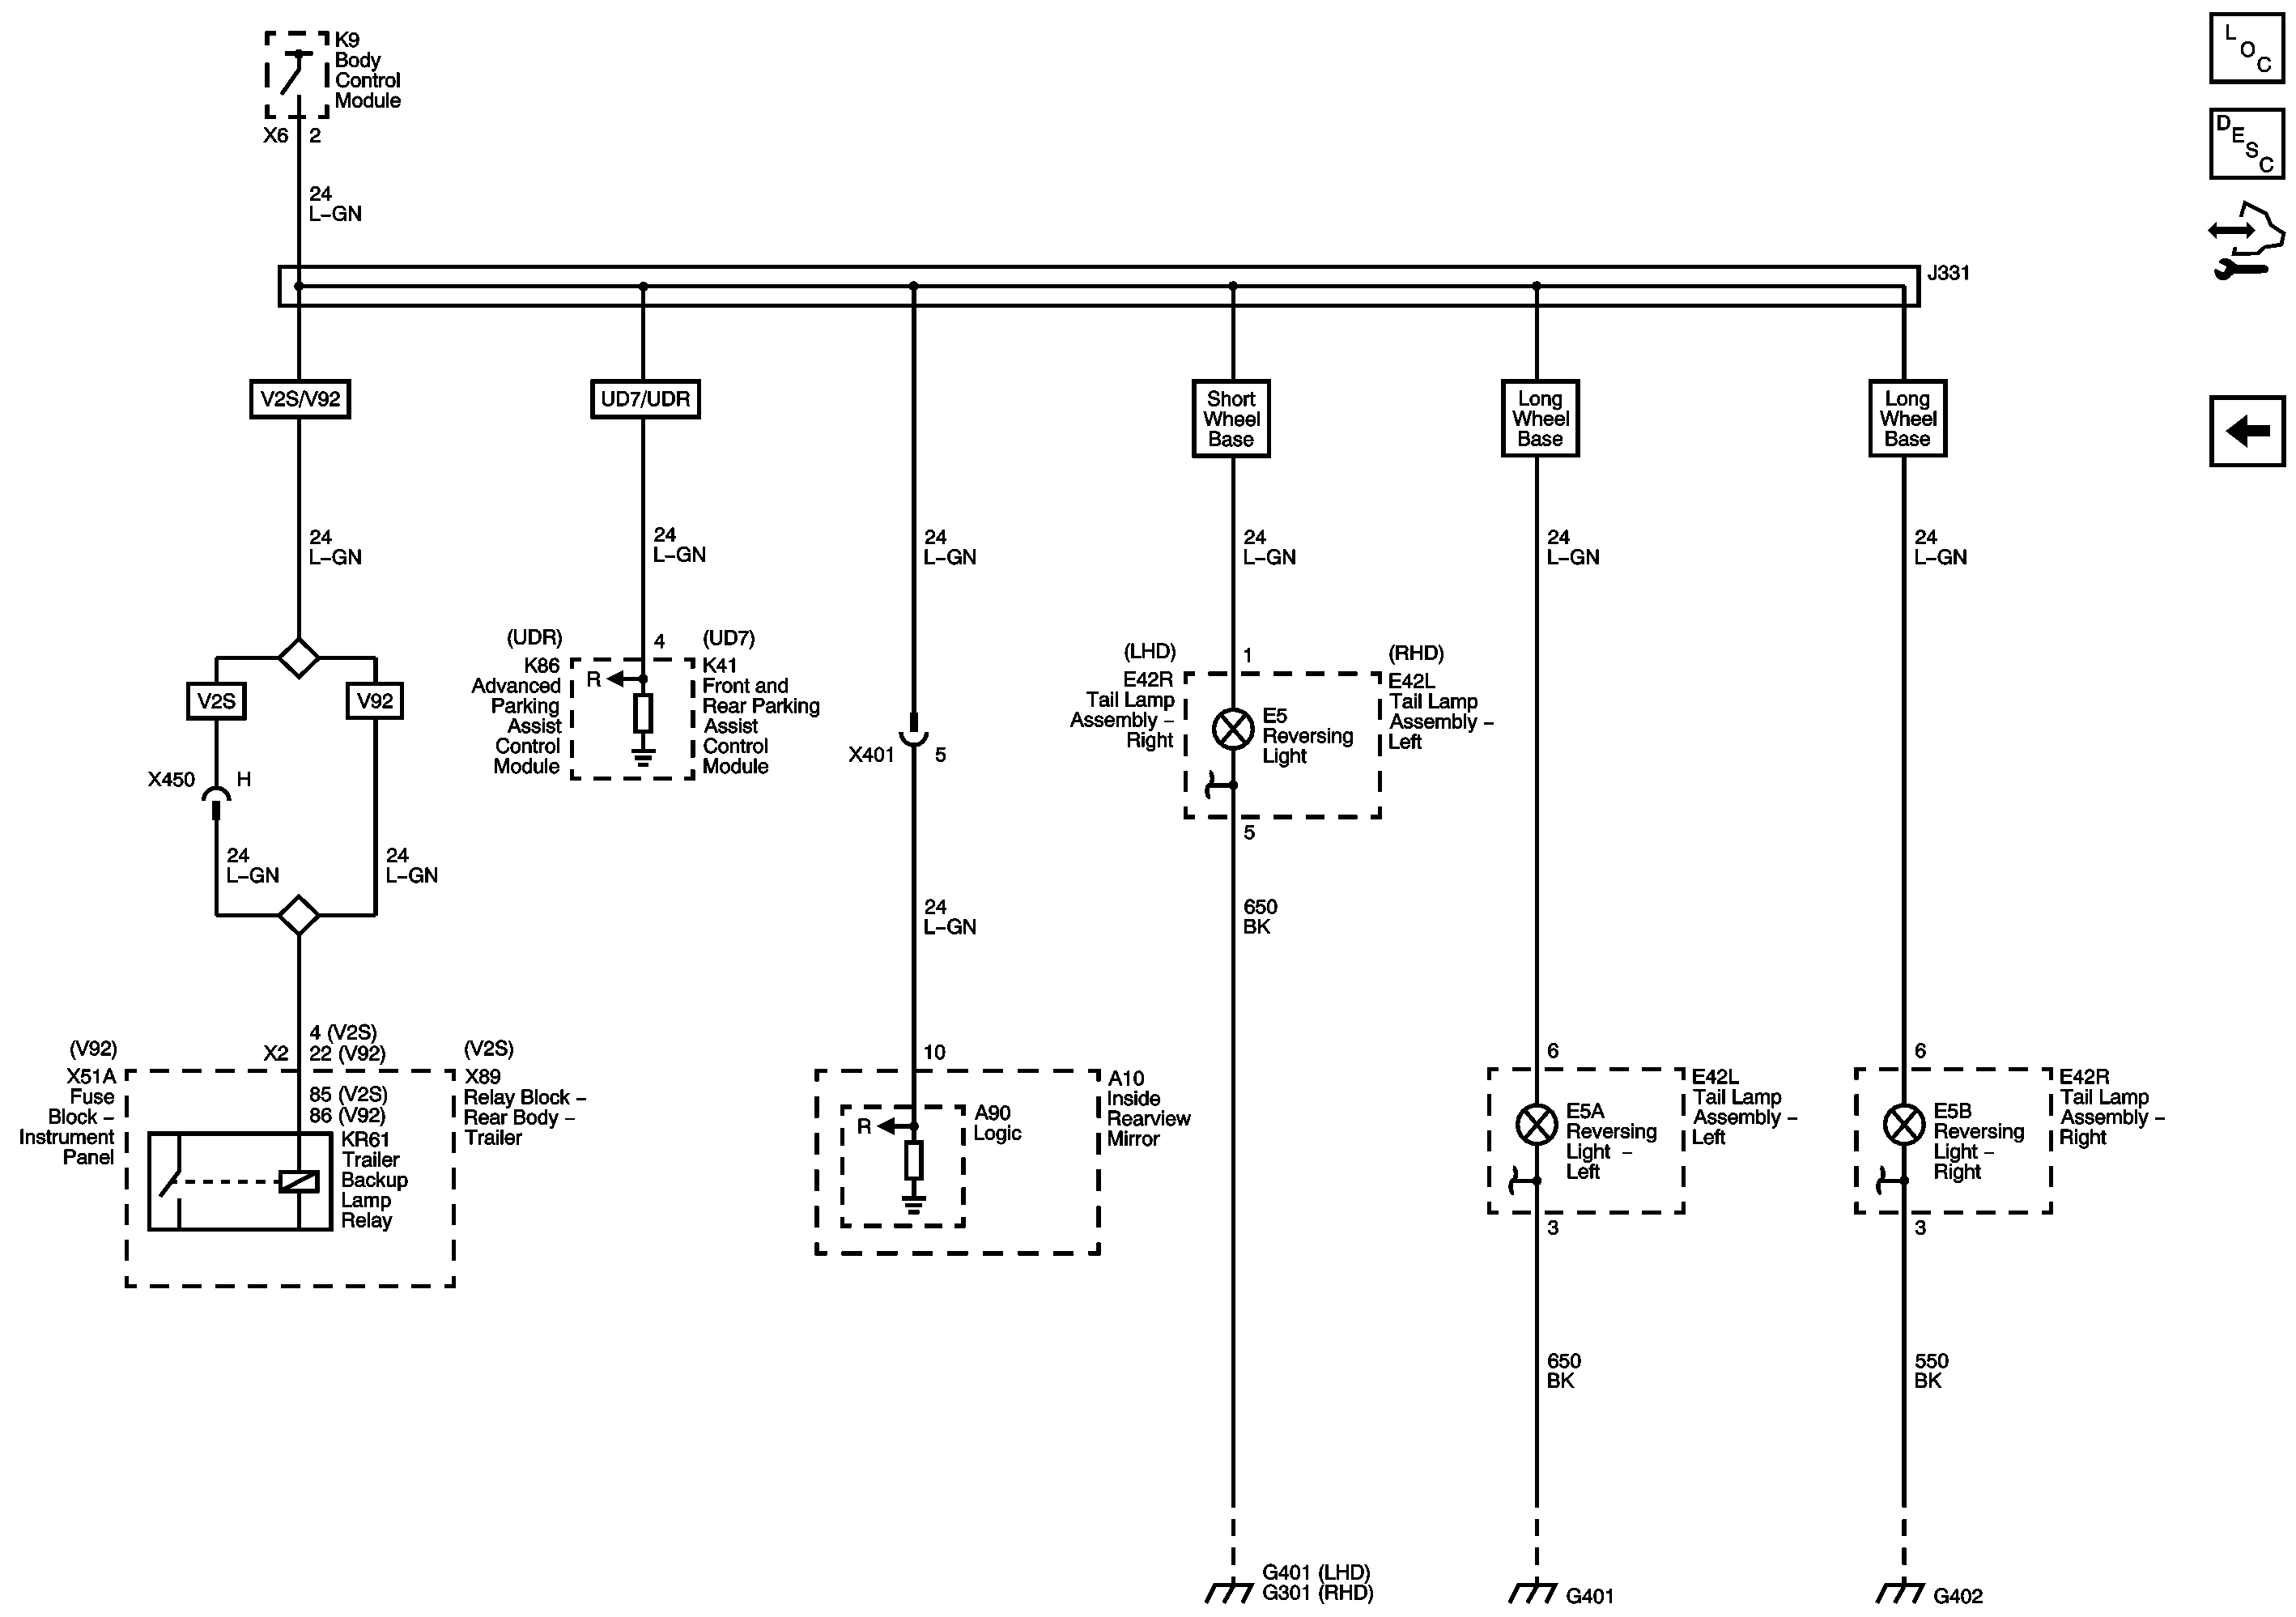 K9
Body
Control
Module
X6 2
24
L-GN
J331
V2S/V92
UD7/UDR
Short
Wheel
Base
Long
Wheel
Base
Long
Wheel
Base
24
L-GN
24
L-GN
24
L-GN
24
L-GN
24
L-GN
24
L-GN
V2S
V92
X450 H
24
L-GN
24
L-GN
(UDR)
K86
Advanced
Parking
Assist
Control
Module
4
R
(UD7)
K41
Front and
Rear Parking
Assist
Control
Module
X401 5
24
L-GN
(LHD)
E42R
Tail Lamp
Assembly –
Right
1
E5
Reversing
Light
5
(RHD)
E42L
Tail Lamp
Assembly –
Left
650
BK
(V92)
X51A
Fuse
Block –
Instrument
Panel
X2
4 (V2S)
22 (V92)
85 (V2S)
86 (V92)
KR61
Trailer
Backup
Lamp
Relay
(V2S)
X89
Relay Block –
Rear Body –
Trailer
10
R
A90
Logic
A10
Inside
Rearview
Mirror
6
E5A
Reversing
Light –
Left
3
E42L
Tail Lamp
Assembly –
Left
6
E5B
Reversing
Light –
Right
3
E42R
Tail Lamp
Assembly –
Right
650
BK
550
BK
G401 (LHD)
G301 (RHD)
G401
G402
LOC
DESC